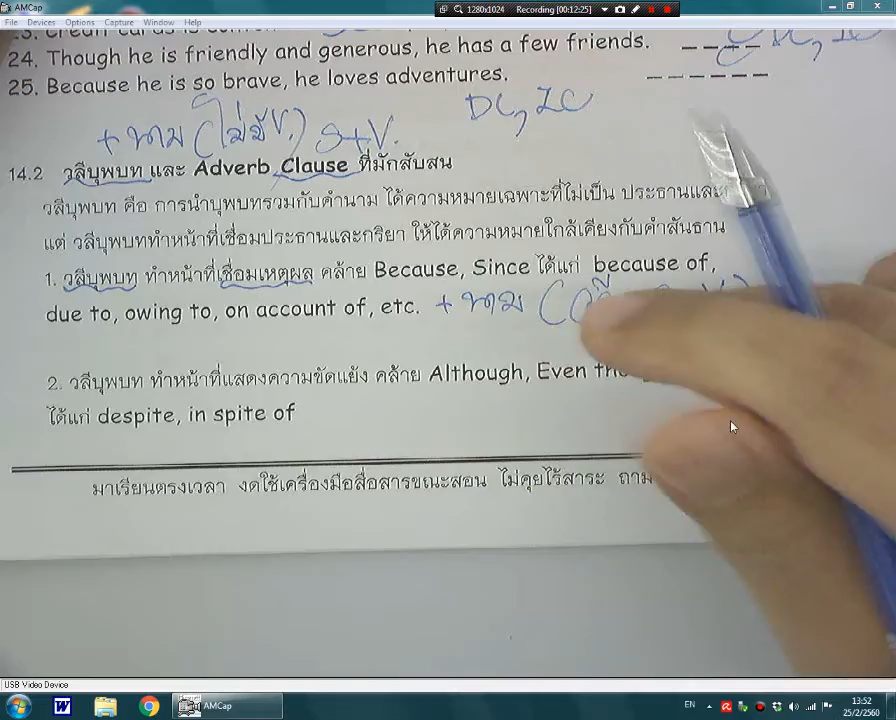 AMCap
1280x1024 Recording [00:12:25]
File Devices Options Capture Window Help
24. Though he is friendly and generous, he has a few friends.
25. Because he is so brave, he loves adventures.
DC, IC
+ นาม (ไม่มีV.) S+V.
14.2 วลีบุพบท และ Adverb Clause ที่มักสับสน
วลีบุพบท คือ การนำบุพบทรวมกับคำนาม ได้ความหมายเฉพาะที่ไม่เป็น ประธานและ
แต่ วลีบุพบททำหน้าที่เชื่อมประธานและกริยา ให้ได้ความหมายใกล้เคียงกับคำสันธาน
1. วลีบุพบท ทำหน้าที่เชื่อมเหตุผล คล้าย Because, Since ได้แก่ because of,
due to, owing to, on account of, etc. + นาม
2. วลีบุพบท ทำหน้าที่แสดงความขัดแย้ง คล้าย Although, Even
ได้แก่ despite, in spite of
มาเรียนตรงเวลา งดใช้เครื่องมือสื่อสารขณะสอน ไม่คุยไร้สาระ ถาม
USB Video Device
AMCap
EN
13:52
25/2/2560